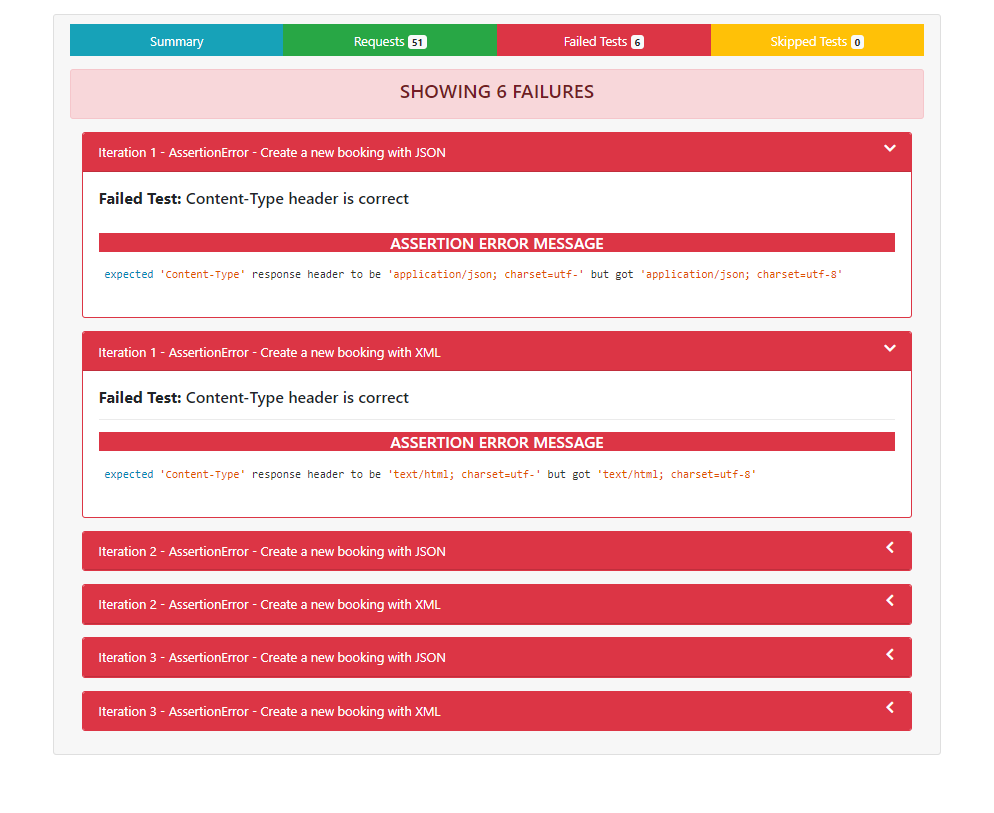 Summary
Requests 51
Failed Tests 6
Skipped Tests 0
SHOWING 6 FAILURES
Iteration 1 - AssertionError - Create a new booking with JSON
Failed Test: Content-Type header is correct
ASSERTION ERROR MESSAGE
expected 'Content-Type' response header to be 'application/json; charset=utf-' but got 'application/json; charset=utf-8'
Iteration 1 - AssertionError - Create a new booking with XML
Failed Test: Content-Type header is correct
ASSERTION ERROR MESSAGE
expected 'Content-Type' response header to be 'text/html; charset=utf-' but got 'text/html; charset=utf-8'
Iteration 2 - AssertionError - Create a new booking with JSON
Iteration 2 - AssertionError - Create a new booking with XML
Iteration 3 - AssertionError - Create a new booking with JSON
Iteration 3 - AssertionError - Create a new booking with XML